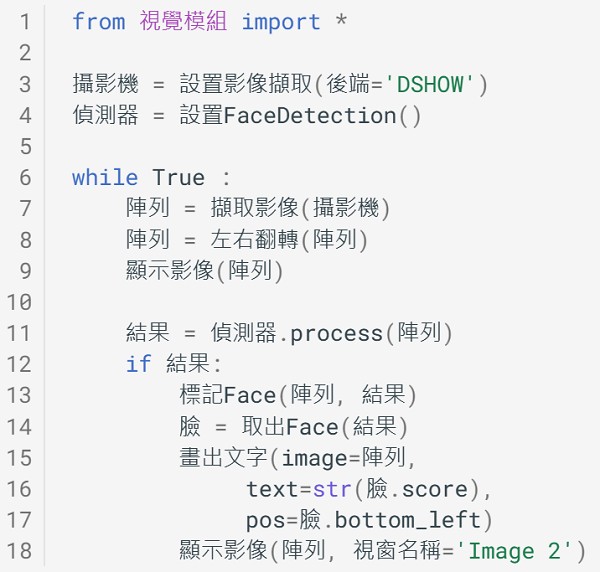 1 from 視覺模組 import *
2
3 攝影機 = 設置影像擷取(後端='DSHOW')
4 偵測器 = 設置FaceDetection()
5
6 while True :
7     陣列 = 擷取影像(攝影機)
8     陣列 = 左右翻轉(陣列)
9     顯示影像(陣列)
10
11     結果 = 偵測器.process(陣列)
12     if 結果:
13         標記Face(陣列, 結果)
14         臉 = 取出Face(結果)
15         畫出文字(image=陣列,
16              text=str(臉.score),
17              pos=臉.bottom_left)
18         顯示影像(陣列, 視窗名稱='Image 2')